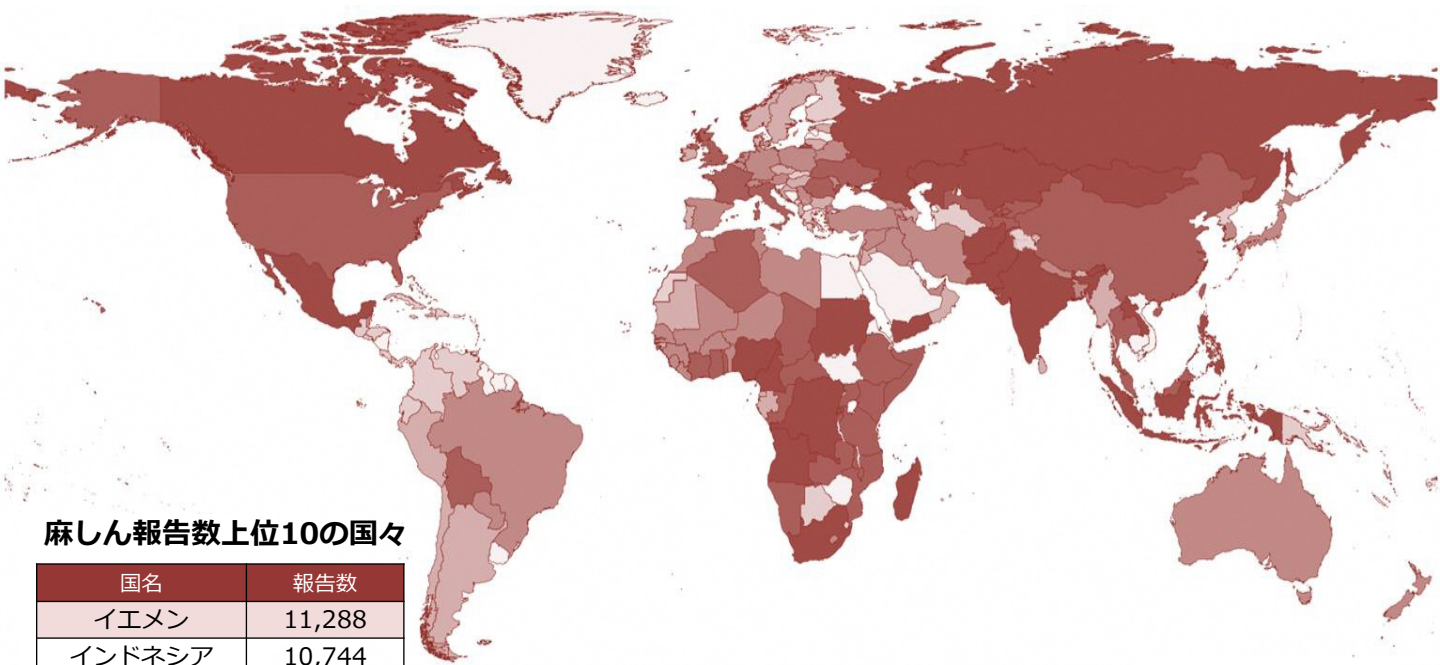 麻しん報告数上位10の国々
国名 報告数
イエメン 11,288
インドネシア 10,744